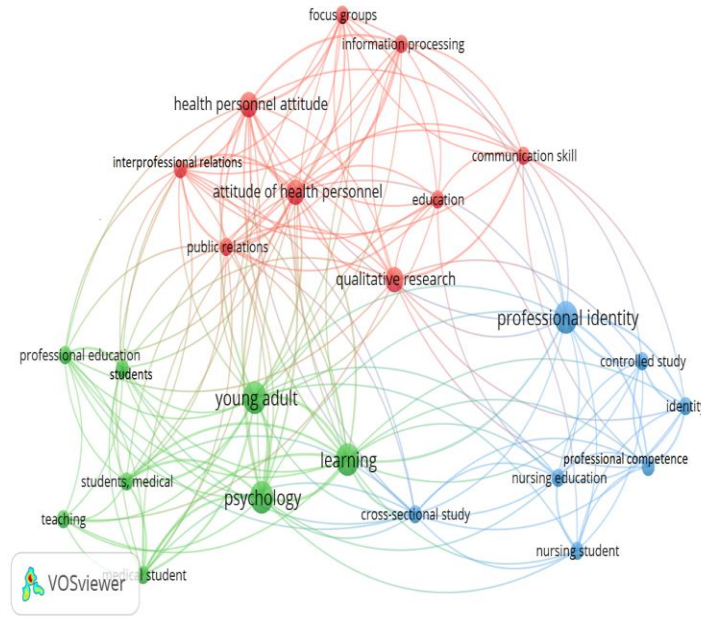 focus groups
information processing
health personnel attitude
communication skill
interprofessional relations
attitude of health personnel
education
public relations
qualitative research
professional identity
professional education
controlled study
students
young adult
identity
learning
professional competence
students, medical
nursing education
psychology
teaching
cross-sectional study
nursing student
medical student
VOSviewer